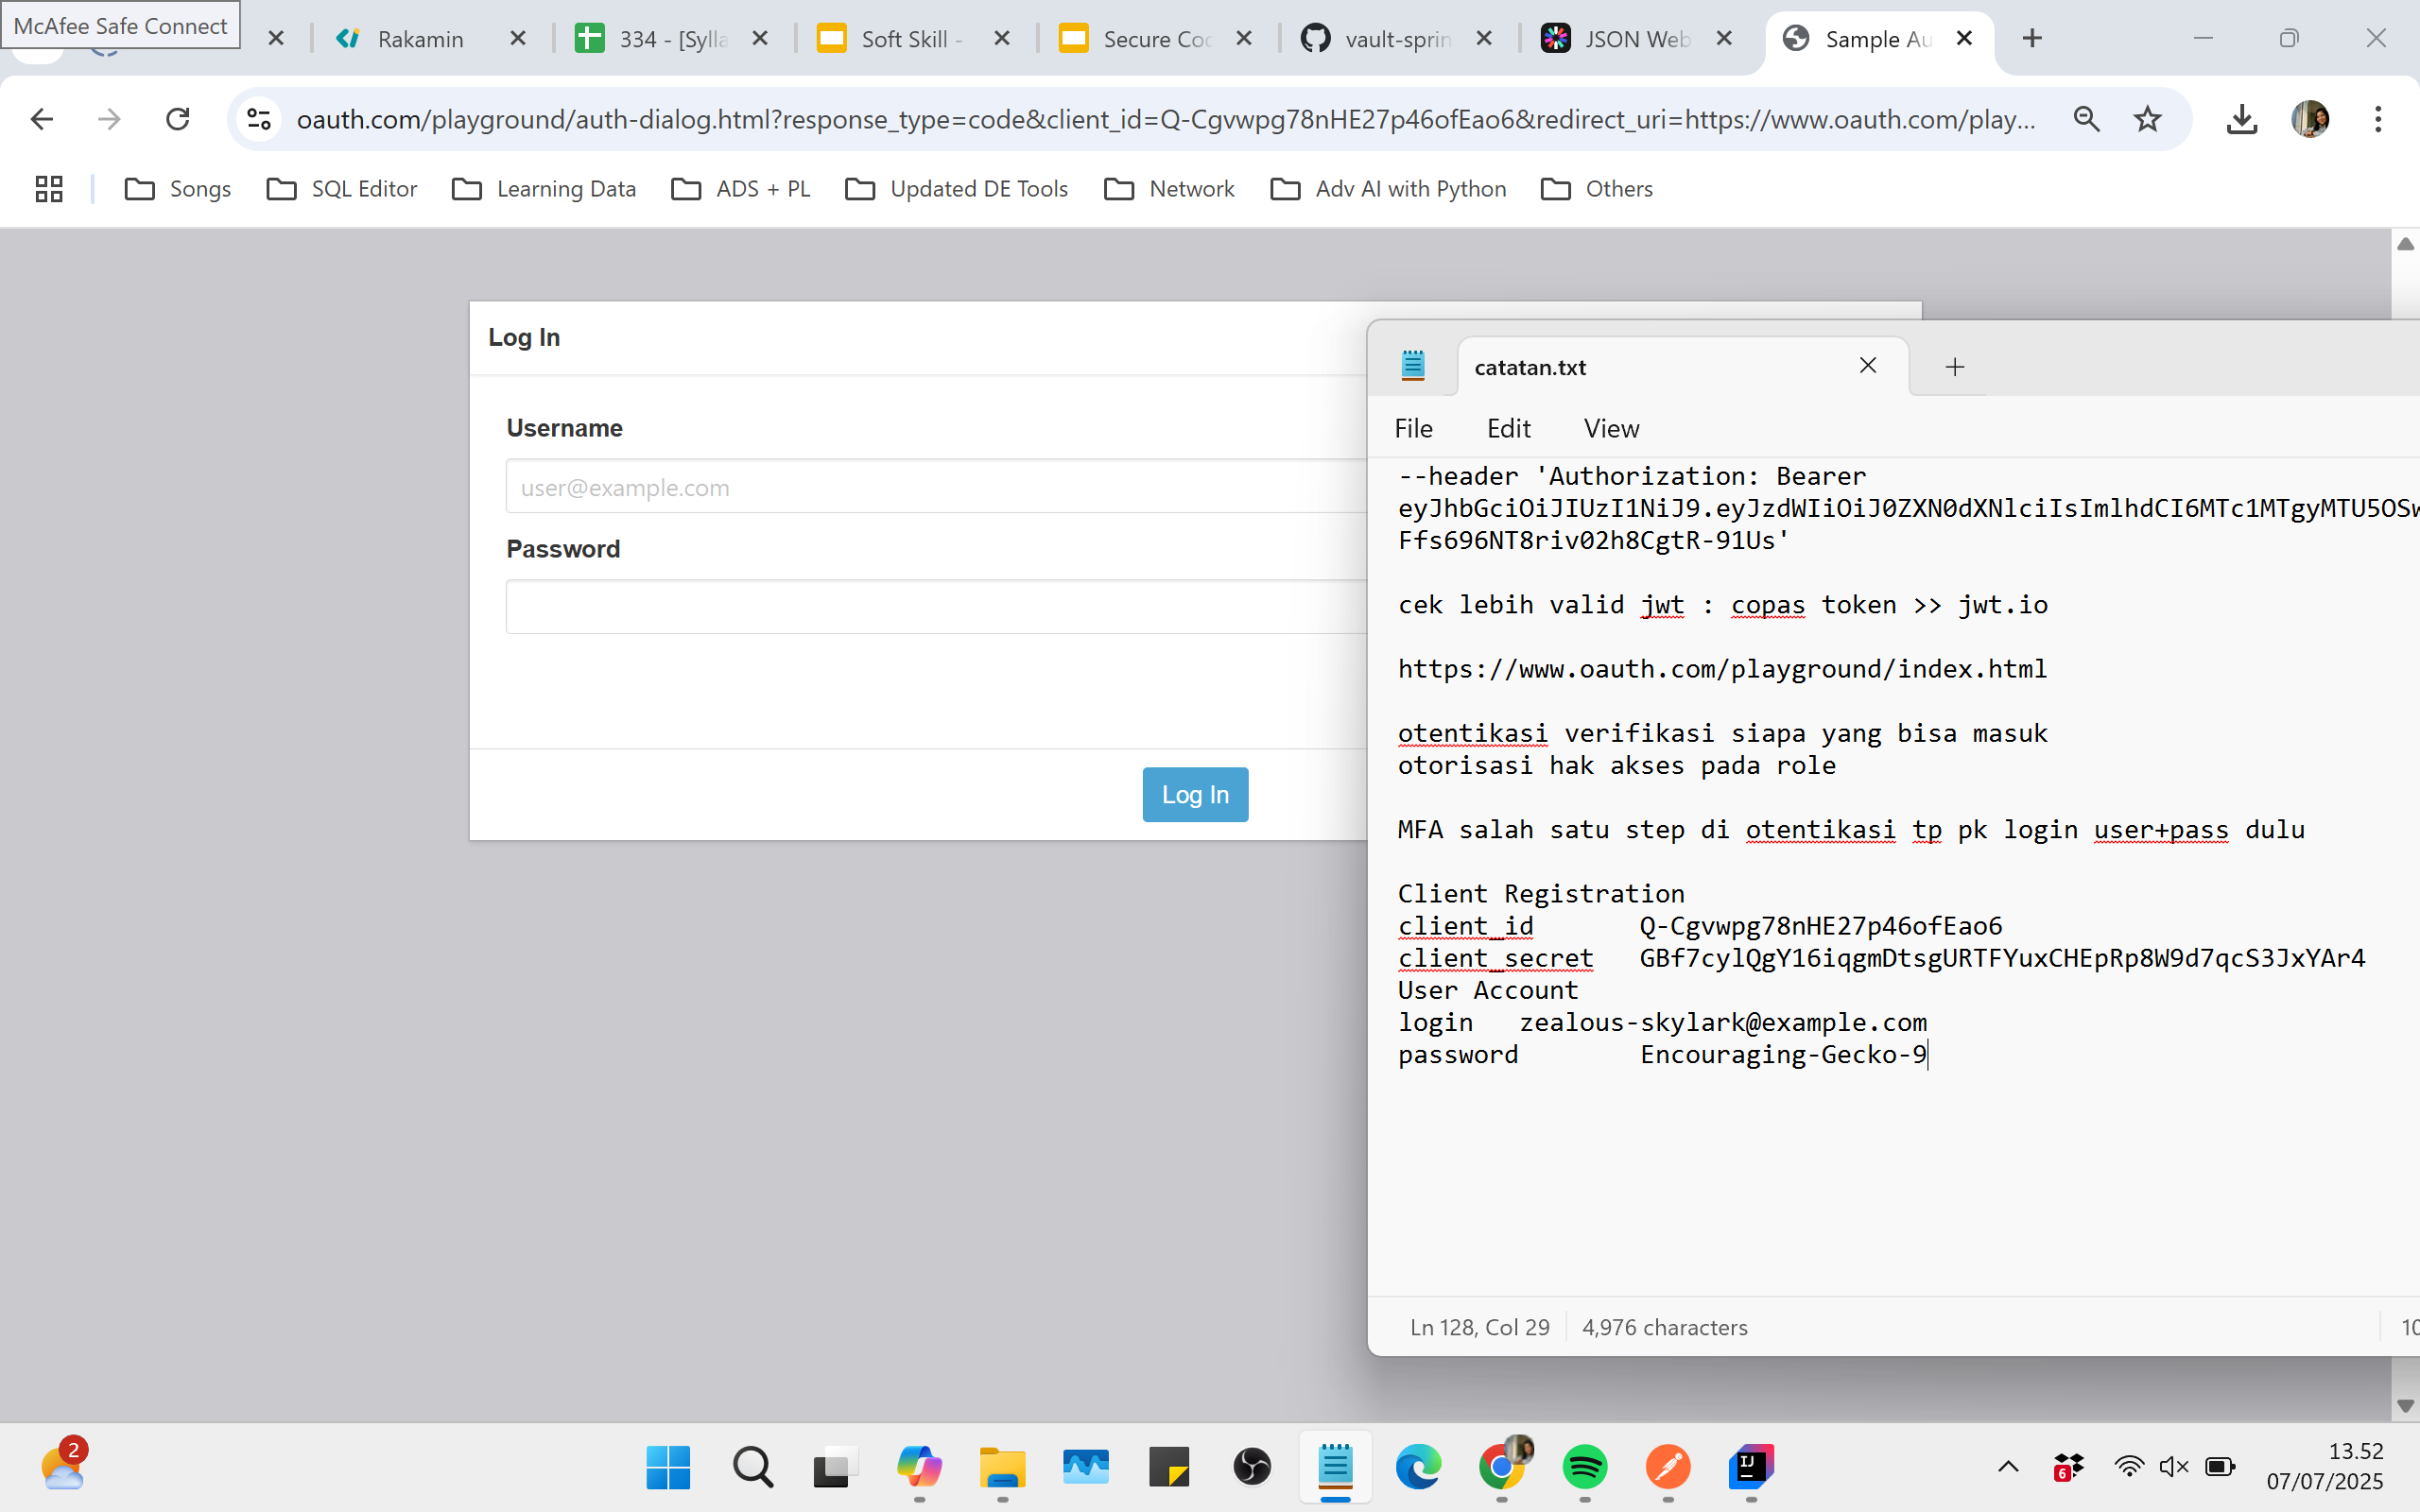 McAfee Safe Connect
Rakamin
334 - [Sylla
Soft Skill -
Secure Coc
vault-sprin
JSON Web
Sample Au
oauth.com/playground/auth-dialog.html?response_type=code&client_id=Q-Cgvwpg78nHE27p46ofEao6&redirect_uri=https://www.oauth.com/play...
Songs
SQL Editor
Learning Data
ADS + PL
Updated DE Tools
Network
Adv AI with Python
Others
Log In
Username
user@example.com
Password
Log In
catatan.txt
File Edit View
--header 'Authorization: Bearer
eyJhbGciOiJIUzI1NiJ9.eyJzdWIiOiJ0ZXN0dXNlciIsImlhdCI6MTc1MTgyMTU5OSw
Ffs696NT8riv02h8CgtR-91Us'
cek lebih valid jwt : copas token >> jwt.io
https://www.oauth.com/playground/index.html
otentikasi verifikasi siapa yang bisa masuk
otorisasi hak akses pada role
MFA salah satu step di otentikasi tp pk login user+pass dulu
Client Registration
client_id Q-Cgvwpg78nHE27p46ofEao6
client_secret GBf7cylQgY16iqgmDtsgURTFYuxCHEpRp8W9d7qcS3JxYAr4
User Account
login zealous-skylark@example.com
password Encouraging-Gecko-9
Ln 128, Col 29
4,976 characters
10
2
IJ
6
13.52
07/07/2025